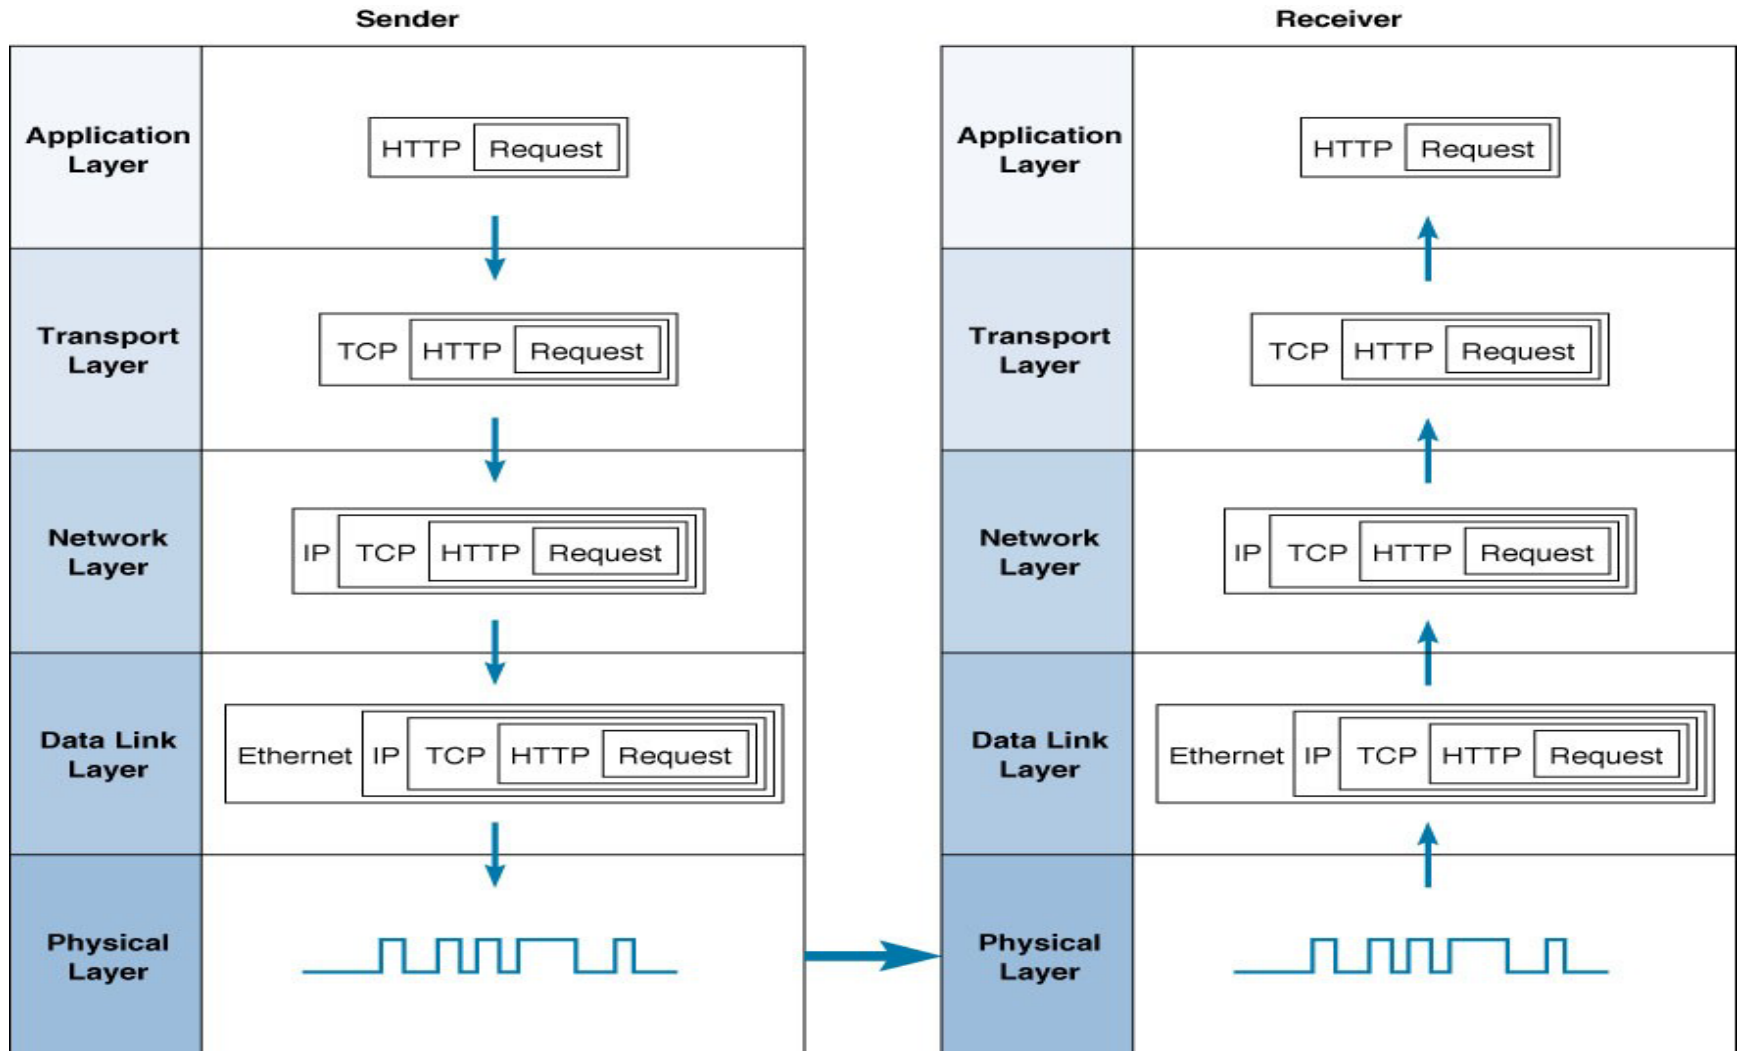 Sender
Application
Layer
HTTP Request
Transport
Layer
TCP HTTP Request
Network
Layer
IP TCP HTTP Request
Data Link
Layer
Ethernet IP TCP HTTP Request
Physical
Layer
Receiver
Application
Layer
HTTP Request
Transport
Layer
TCP HTTP Request
Network
Layer
IP TCP HTTP Request
Data Link
Layer
Ethernet IP TCP HTTP Request
Physical
Layer